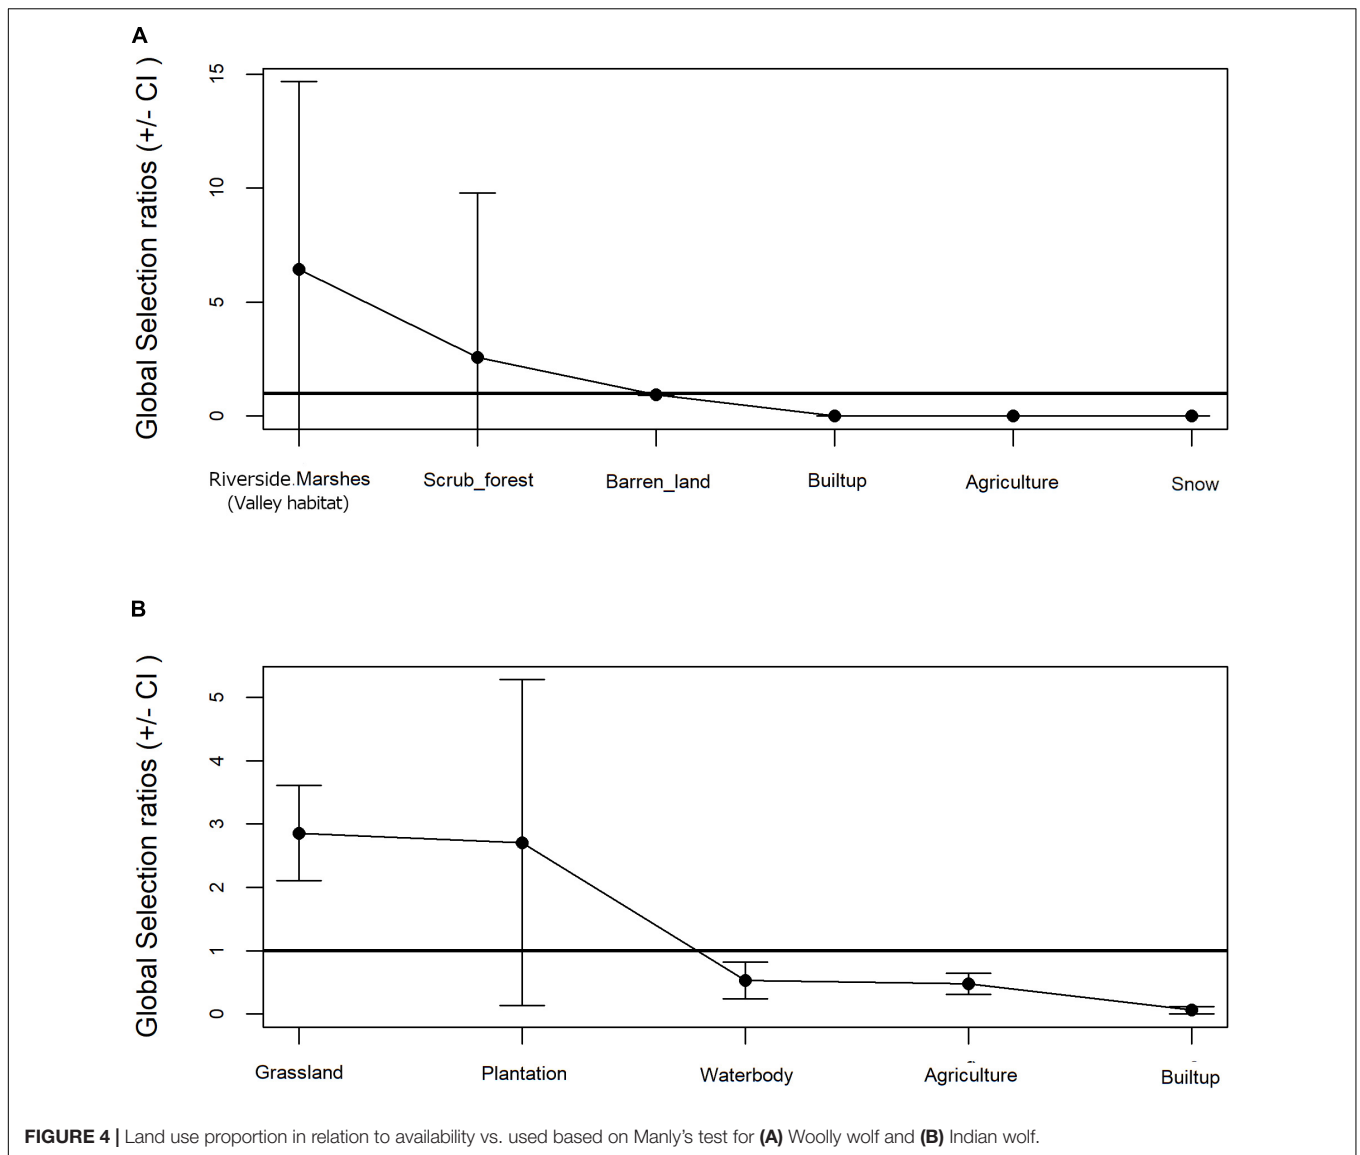 A
Global Selection ratios (+/- CI )
15
10
5
0
Riverside.Marshes
(Valley habitat)
Scrub_forest
Barren_land
Builtup
Agriculture
Snow
B
Global Selection ratios (+/- CI )
5
4
3
2
1
0
Grassland
Plantation
Waterbody
Agriculture
Builtup
FIGURE 4 | Land use proportion in relation to availability vs. used based on Manly's test for (A) Woolly wolf and (B) Indian wolf.